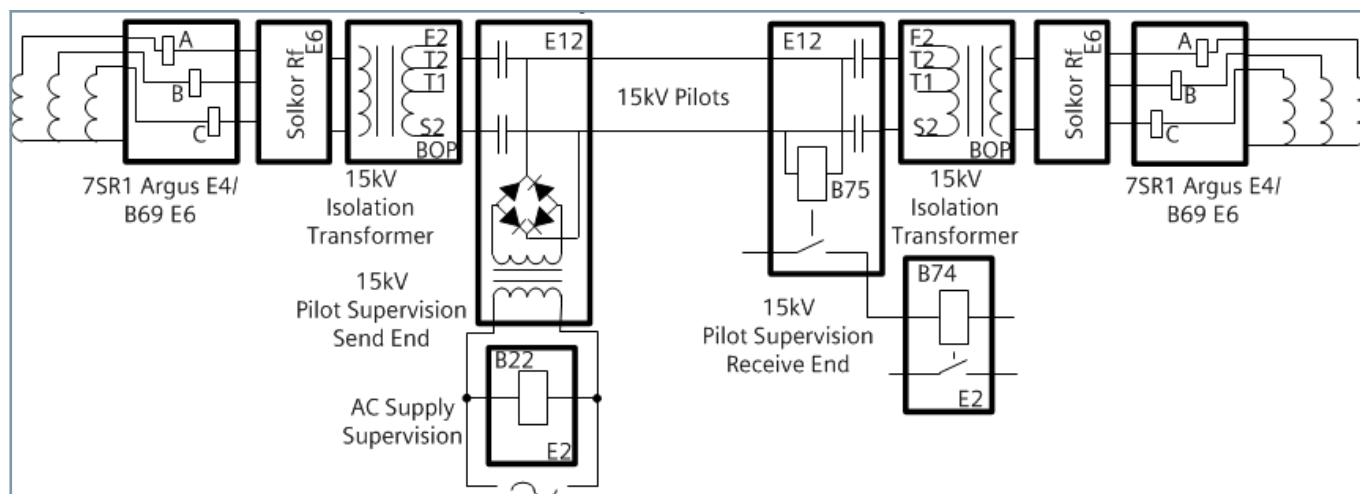 A
B
C
7SR1 Argus E4/
B69 E6
Solkor Rf
E6
F2
T2
T1
S2
BOP
15kV
Isolation
Transformer
E12
15kV
Pilot Supervision
Send End
B22
E2
AC Supply
Supervision
15kV Pilots
E12
B75
15kV
Pilot Supervision
Receive End
F2
T2
T1
S2
BOP
15kV
Isolation
Transformer
B74
E2
Solkor Rf
E6
A
B
C
7SR1 Argus E4/
B69 E6